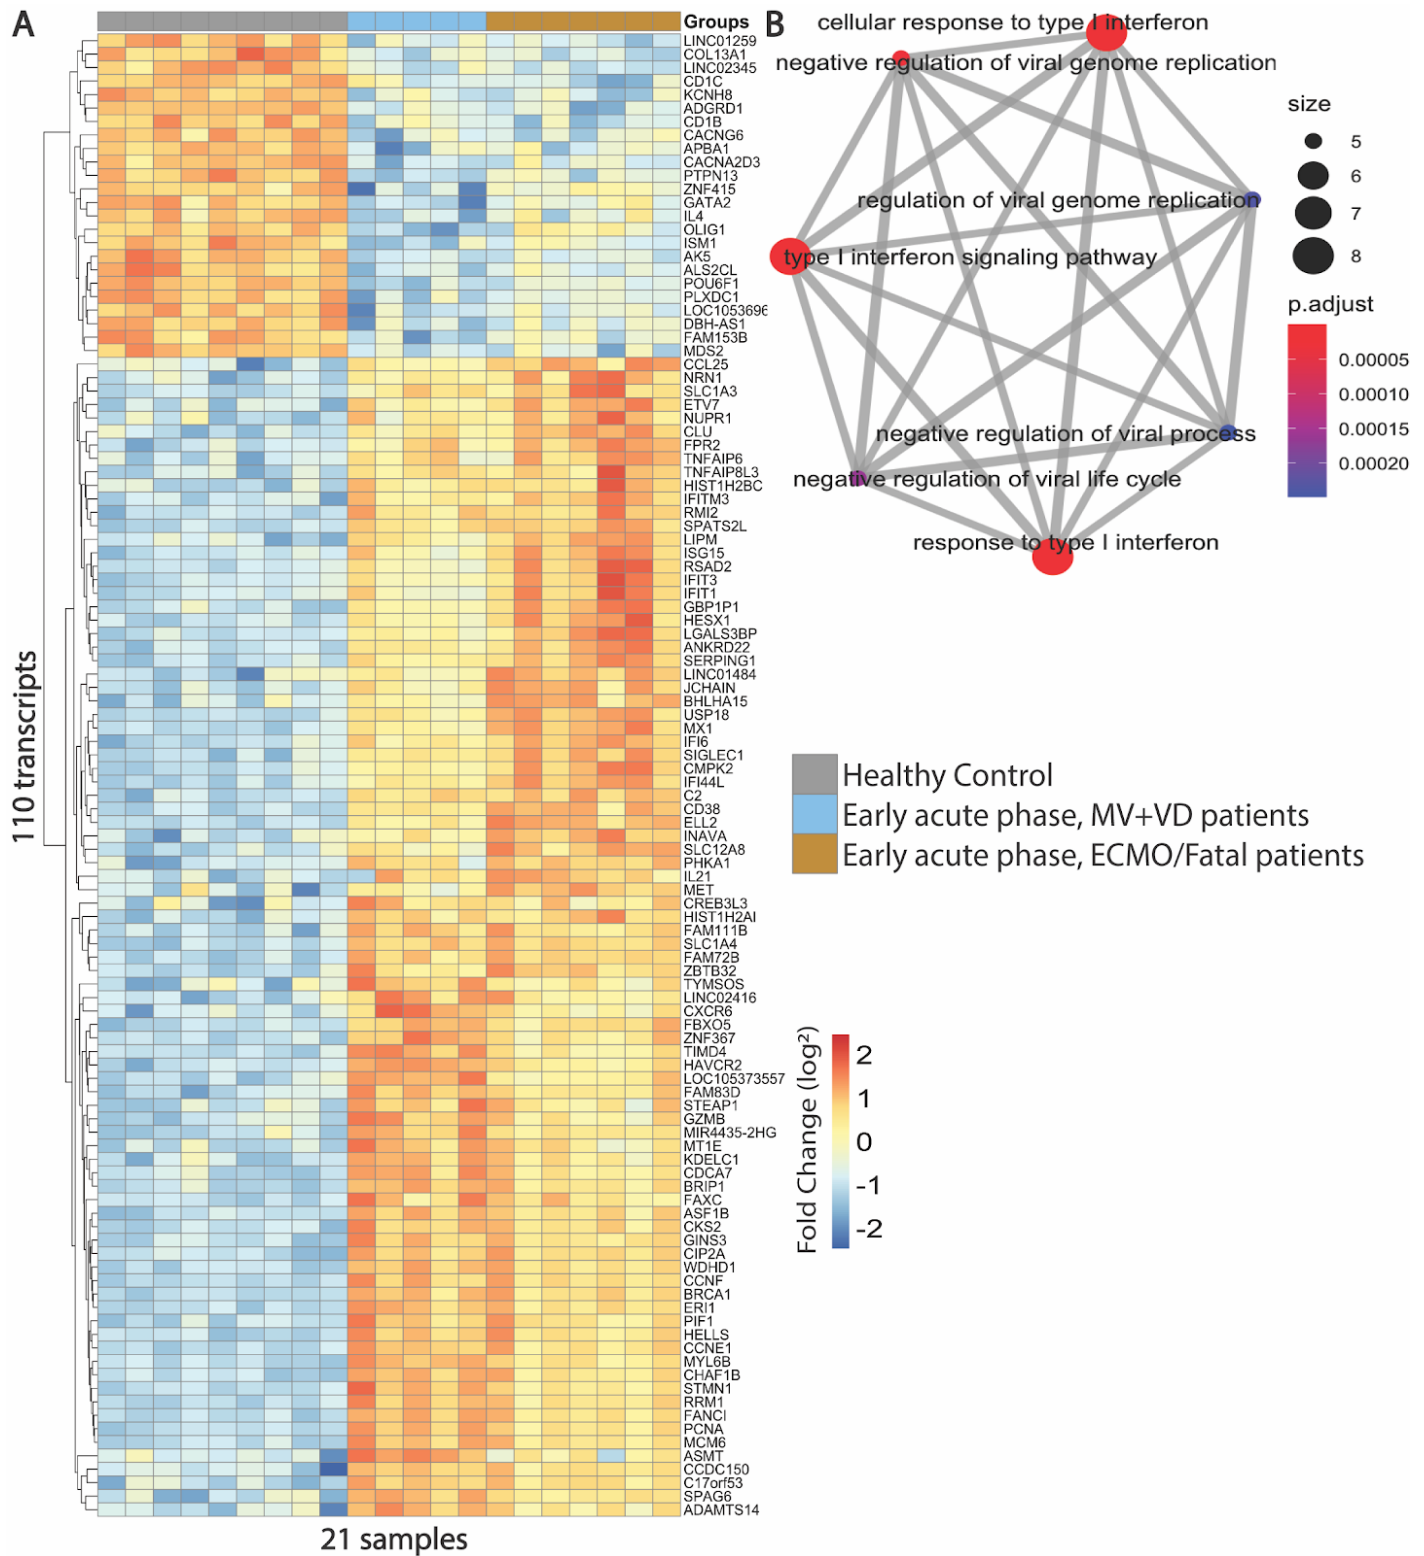 A
Groups
LINC01259
COL13A1
LINC02345
CD1C
KCNH8
ADGRD1
CD1B
CACNG6
APBA1
CACNA2D3
PTPN13
ZNF415
GATA2
IL4
OLIG1
ISM1
AK5
ALS2CL
POU6F1
PLXDC1
LOC1053696
DBH-AS1
FAM153B
MDS2
CCL25
NRN1
SLC1A3
ETV7
NUPR1
CLU
FPR2
TNFAIP6
TNFAIP8L3
HIST1H2BC
IFITM3
RMI2
SPATS2L
LIPM
ISG15
RSAD2
IFIT3
IFIT1
GBP1P1
HESX1
LGALS3BP
ANKRD22
SERPING1
LINC01484
JCHAIN
BHLHA15
USP18
MX1
IFI6
SIGLEC1
CMPK2
IFI44L
C2
CD38
ELL2
INAVA
SLC12A8
PHKA1
IL21
MET
CREB3L3
HIST1H2AI
FAM111B
SLC1A4
FAM72B
ZBTB32
TYMSOS
LINC02416
CXCR6
FBXO5
ZNF367
TIMD4
HAVCR2
LOC105373557
FAM83D
STEAP1
GZMB
MIR4435-2HG
MT1E
KDELC1
CDCA7
BRIP1
FAXC
ASF1B
CKS2
GINS3
CIP2A
WDHD1
CCNF
BRCA1
ERI1
PIF1
HELLS
CCNE1
MYL6B
CHAF1B
STMN1
RRM1
FANCI
PCNA
MCM6
ASMT
CCDC150
C17orf53
SPAG6
ADAMTS14
110 transcripts
21 samples
B
cellular response to type I interferon
negative regulation of viral genome replication
regulation of viral genome replication
type I interferon signaling pathway
negative regulation of viral process
negative regulation of viral life cycle
response to type I interferon
size
5
6
7
8
p.adjust
0.00005
0.00010
0.00015
0.00020
Healthy Control
Early acute phase, MV+VD patients
Early acute phase, ECMO/Fatal patients
Fold Change (log²)
2
1
0
-1
-2